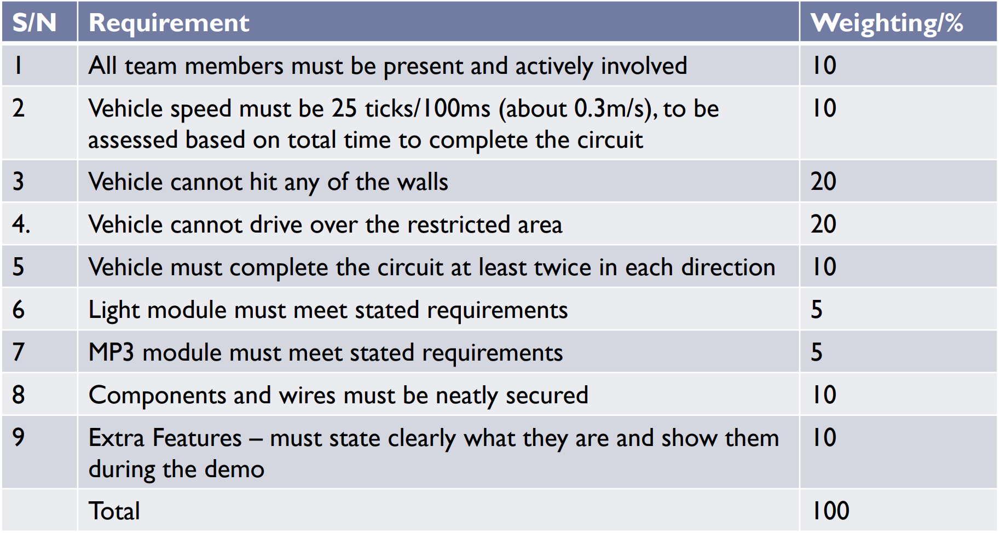 S/N Requirement Weighting/%
1 All team members must be present and actively involved 10
2 Vehicle speed must be 25 ticks/100ms (about 0.3m/s), to be 10
assessed based on total time to complete the circuit
3 Vehicle cannot hit any of the walls 20
4. Vehicle cannot drive over the restricted area 20
5 Vehicle must complete the circuit at least twice in each direction 10
6 Light module must meet stated requirements 5
7 MP3 module must meet stated requirements 5
8 Components and wires must be neatly secured 10
9 Extra Features – must state clearly what they are and show them 10
during the demo
Total 100